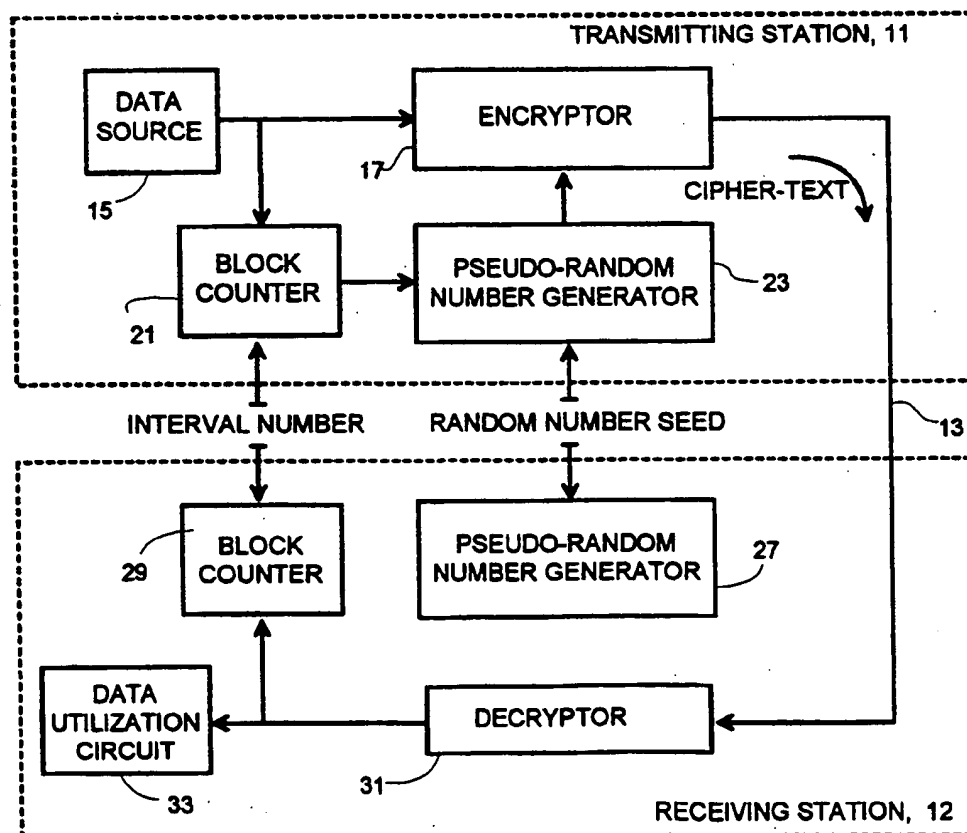 TRANSMITTING STATION, 11
DATA
SOURCE
15
ENCRYPTOR
17
CIPHER-TEXT
BLOCK
COUNTER
21
PSEUDO-RANDOM
NUMBER GENERATOR
23
INTERVAL NUMBER
RANDOM NUMBER SEED
13
29
BLOCK
COUNTER
PSEUDO-RANDOM
NUMBER GENERATOR
27
DATA
UTILIZATION
CIRCUIT
33
DECRYPTOR
31
RECEIVING STATION, 12